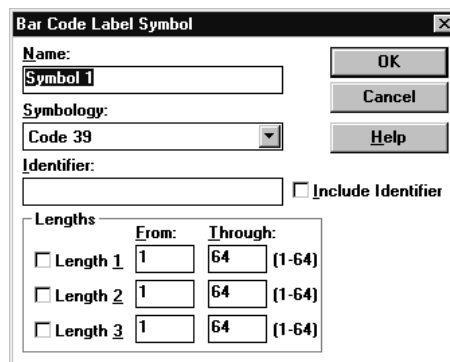 Bar Code Label Symbol
Name:
Symbol 1
OK
Cancel
Symbology:
Code 39
Help
Identifier:
Include Identifier
Lengths
From: Through:
Length 1 1 64 (1-64)
Length 2 1 64 (1-64)
Length 3 1 64 (1-64)